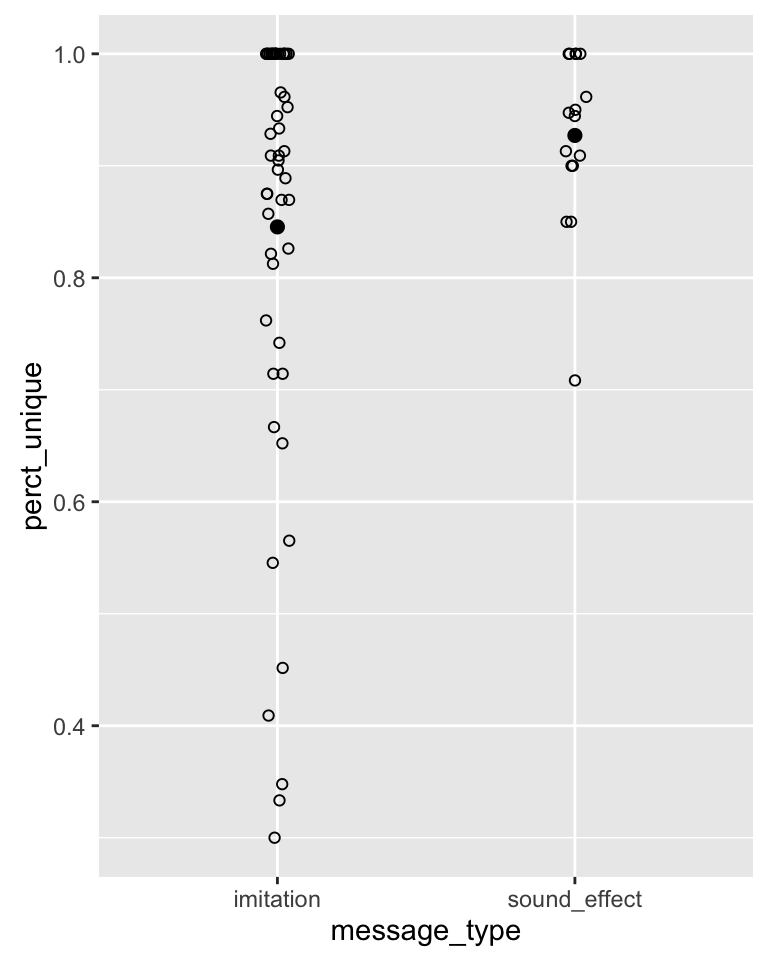 perct_unique
1.0
0.8
0.6
0.4
imitation
sound_effect
message_type